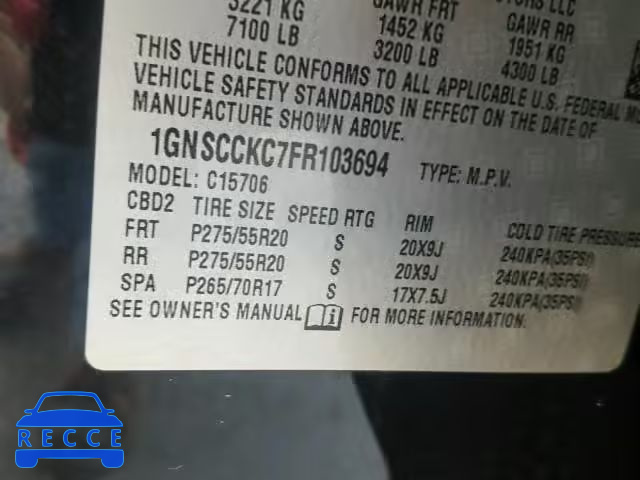 3221 KG GAWR FRT MOTORS LLC
7100 LB 1452 KG GAWR RR
3200 LB 1951 KG
4300 LB
THIS VEHICLE CONFORMS TO ALL APPLICABLE U.S. FEDERAL
VEHICLE SAFETY STANDARDS IN EFFECT ON THE DATE OF
MANUFACTURE SHOWN ABOVE.
1GNSCCKC7FR103694 TYPE: M.P.V.
MODEL: C15706
CBD2 TIRE SIZE SPEED RTG RIM COLD TIRE PRESSURE
FRT P275/55R20 S 20X9J 240KPA(35PSI)
RR P275/55R20 S 20X9J 240KPA(35PSI)
SPA P265/70R17 S 17X7.5J 240KPA(35PSI)
SEE OWNER'S MANUAL FOR MORE INFORMATION
RECCE